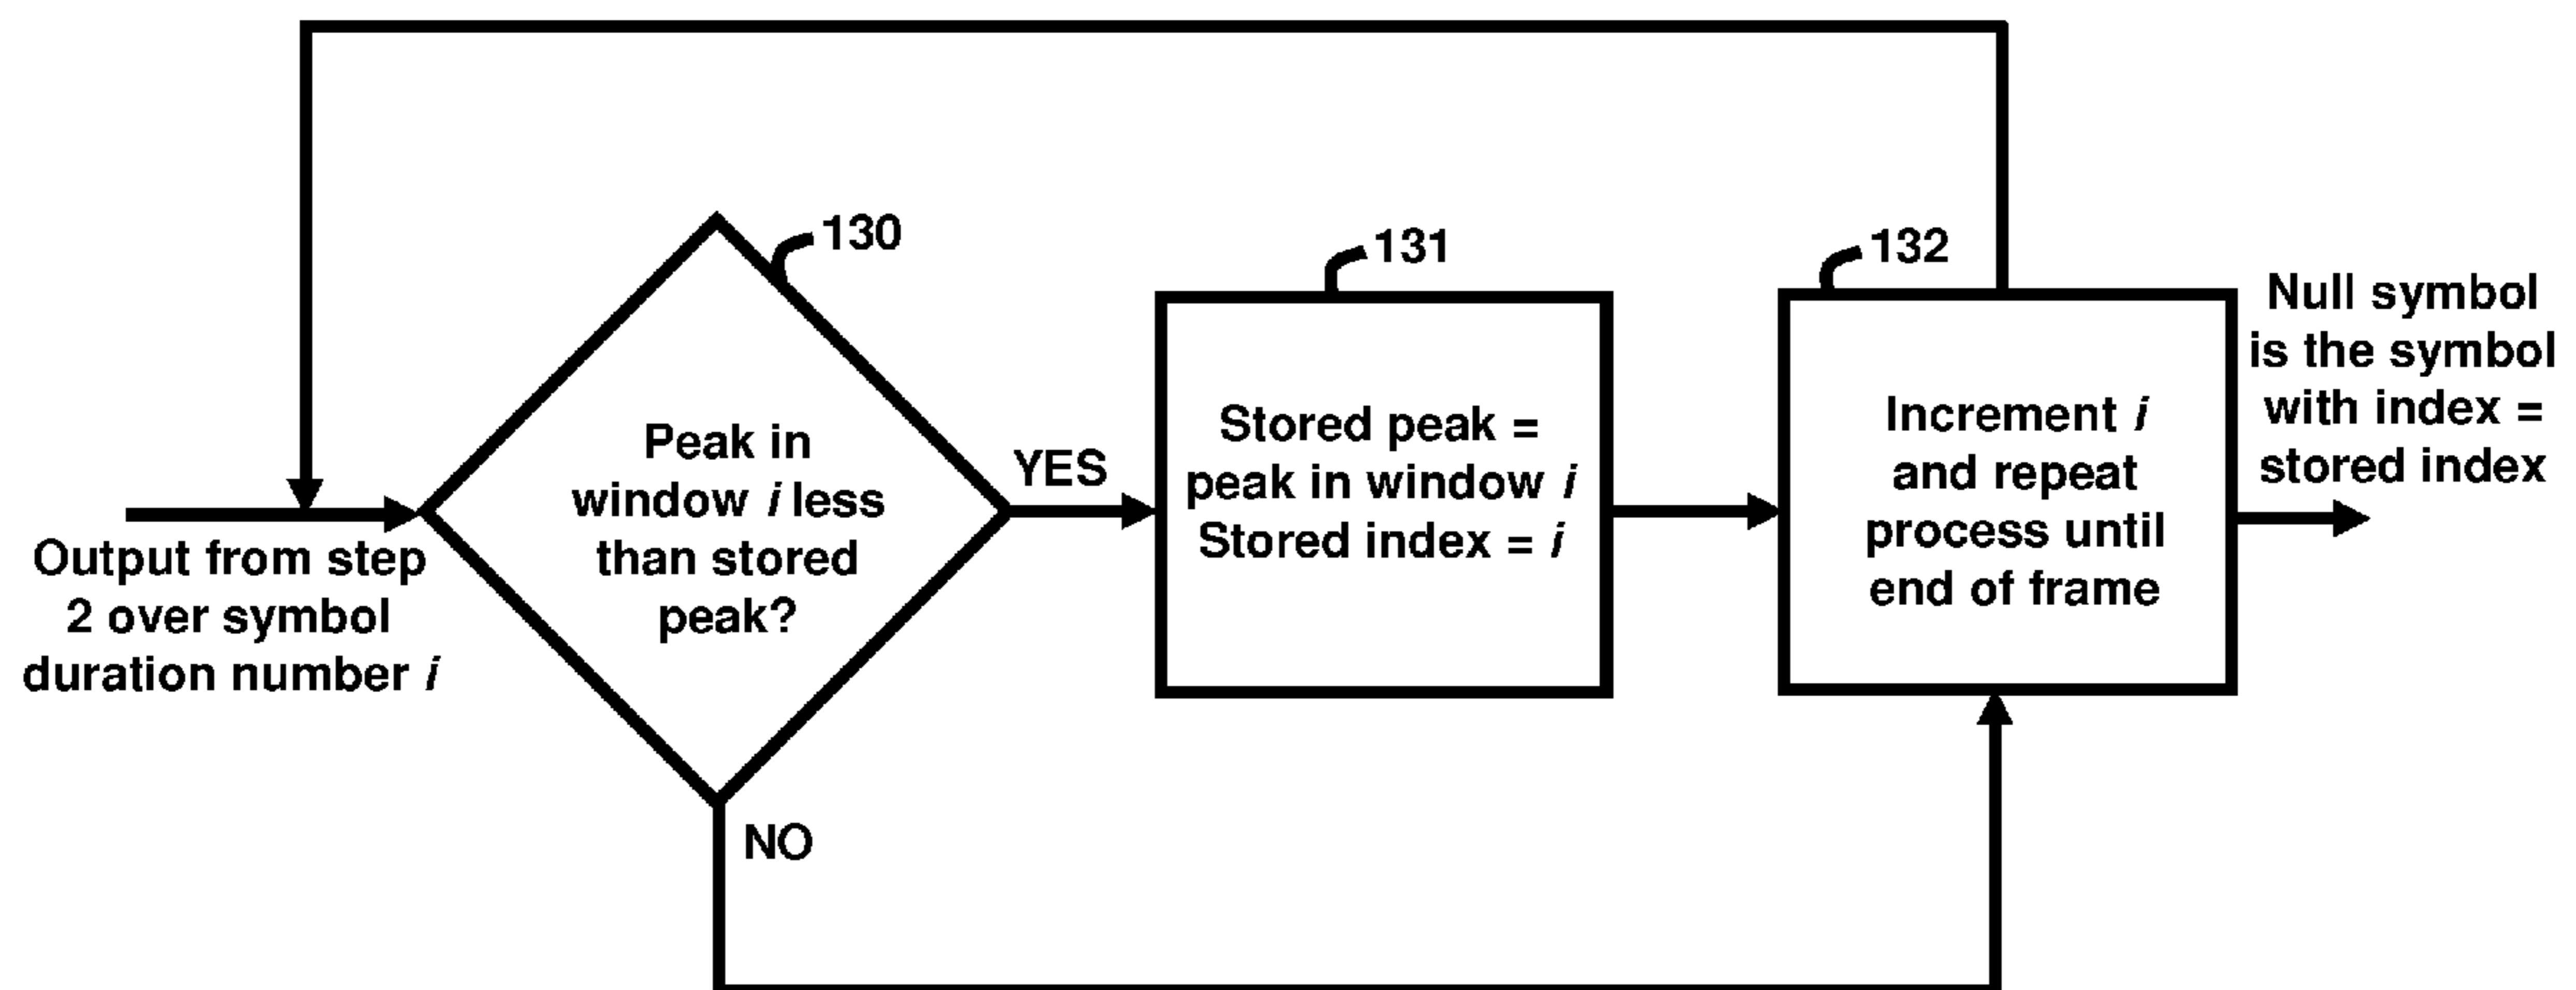 130
131
132
Output from step
2 over symbol
duration number i
Peak in
window i less
than stored
peak?
YES
NO
Stored peak =
peak in window i
Stored index = i
Increment i
and repeat
process until
end of frame
Null symbol
is the symbol
with index =
stored index